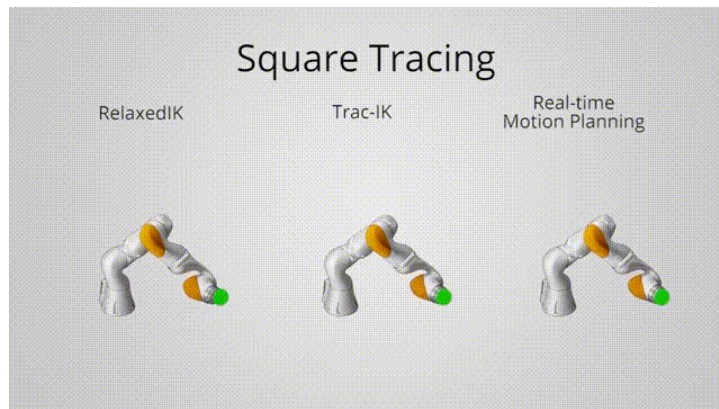 Square Tracing
RelaxedIK
Trac-IK
Real-time
Motion Planning